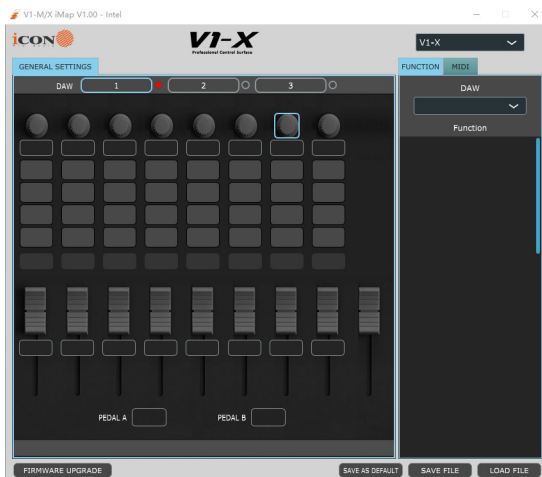 V1-M/X iMap V1.00 - Intel
iCON
V1-X
Professional Control Surface
V1-X
GENERAL SETTINGS
FUNCTION MIDI
DAW 1 2 3
DAW
Function
PEDAL A PEDAL B
FIRMWARE UPGRADE SAVE AS DEFAULT SAVE FILE LOAD FILE